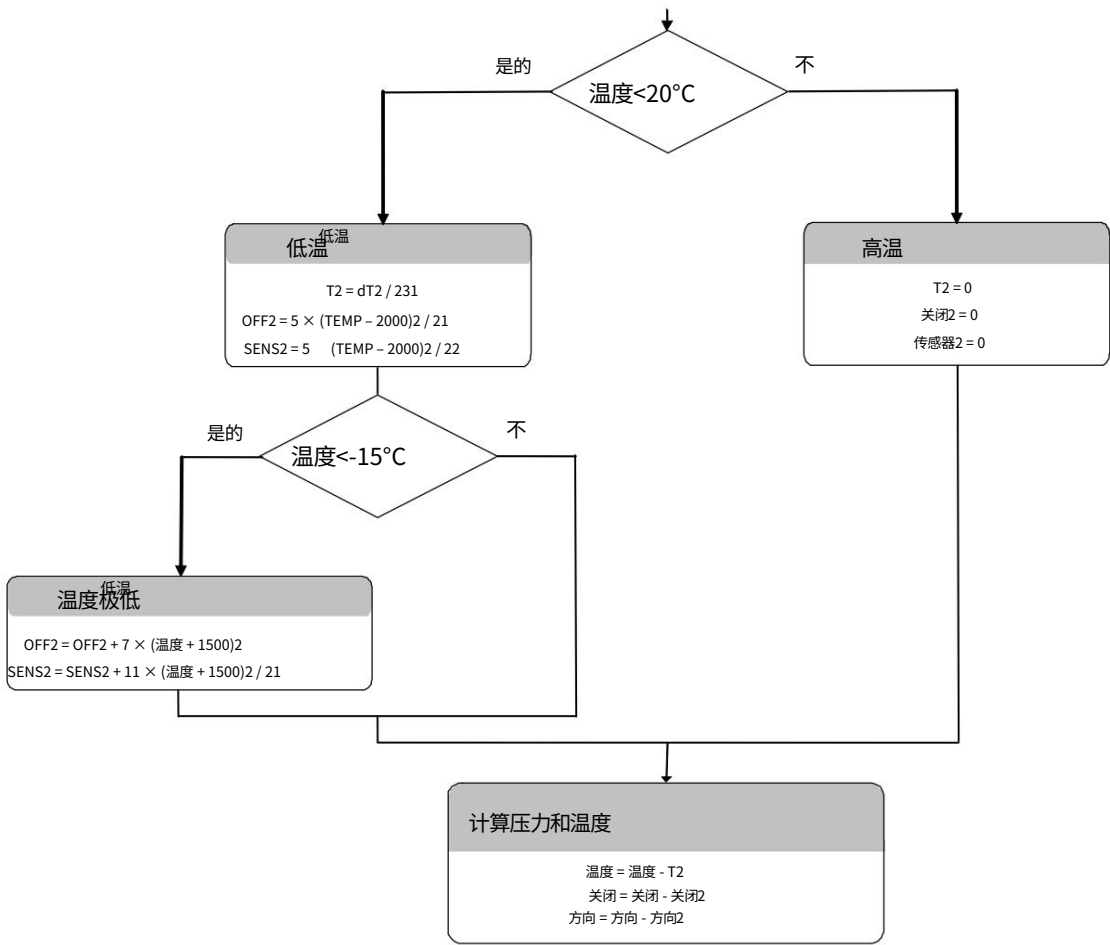 是的
不
温度<20°C
低温
低温
T2 = dT2 / 231
OFF2 = 5 × (TEMP – 2000)2 / 21
SENS2 = 5 (TEMP – 2000)2 / 22
高温
T2 = 0
关闭2 = 0
传感器2 = 0
是的
不
温度<-15°C
低温
温度极低
OFF2 = OFF2 + 7 × (温度 + 1500)2
SENS2 = SENS2 + 11 × (温度 + 1500)2 / 21
计算压力和温度
温度 = 温度 - T2
关闭 = 关闭 - 关闭2
方向 = 方向 - 方向2